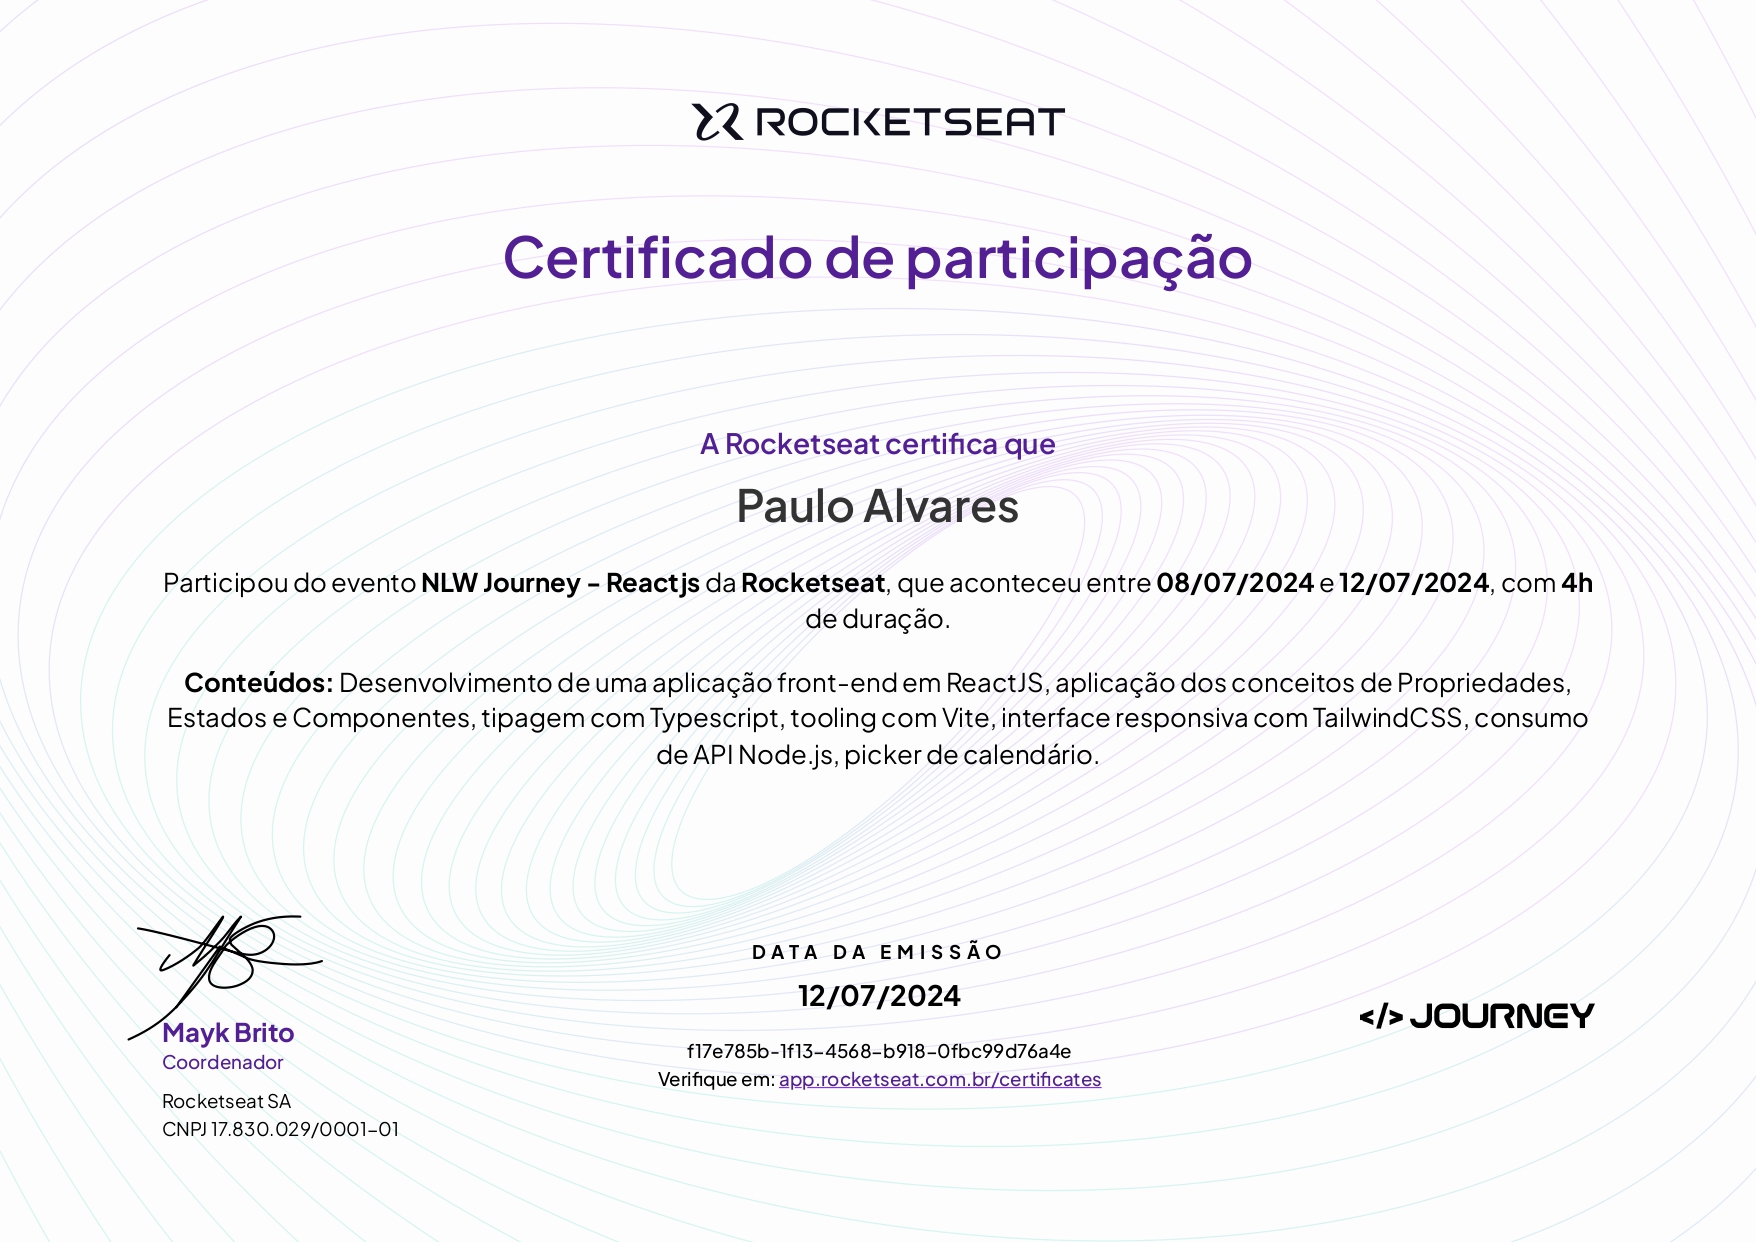 ROCKETSEAT
Certificado de participação
A Rocketseat certifica que
Paulo Alvares
Participou do evento NLW Journey - Reactjs da Rocketseat, que aconteceu entre 08/07/2024 e 12/07/2024, com 4h
de duração.
Conteúdos: Desenvolvimento de uma aplicação front-end em ReactJS, aplicação dos conceitos de Propriedades,
Estados e Componentes, tipagem com Typescript, tooling com Vite, interface responsiva com TailwindCSS, consumo
de API Node.js, picker de calendário.
Mayk Brito
Coordenador
Rocketseat SA
CNPJ 17.830.029/0001-01
DATA DA EMISSÃO
12/07/2024
f17e785b-1f13-4568-b918-0fbc99d76a4e
Verifique em: app.rocketseat.com.br/certificates
</> JOURNEY